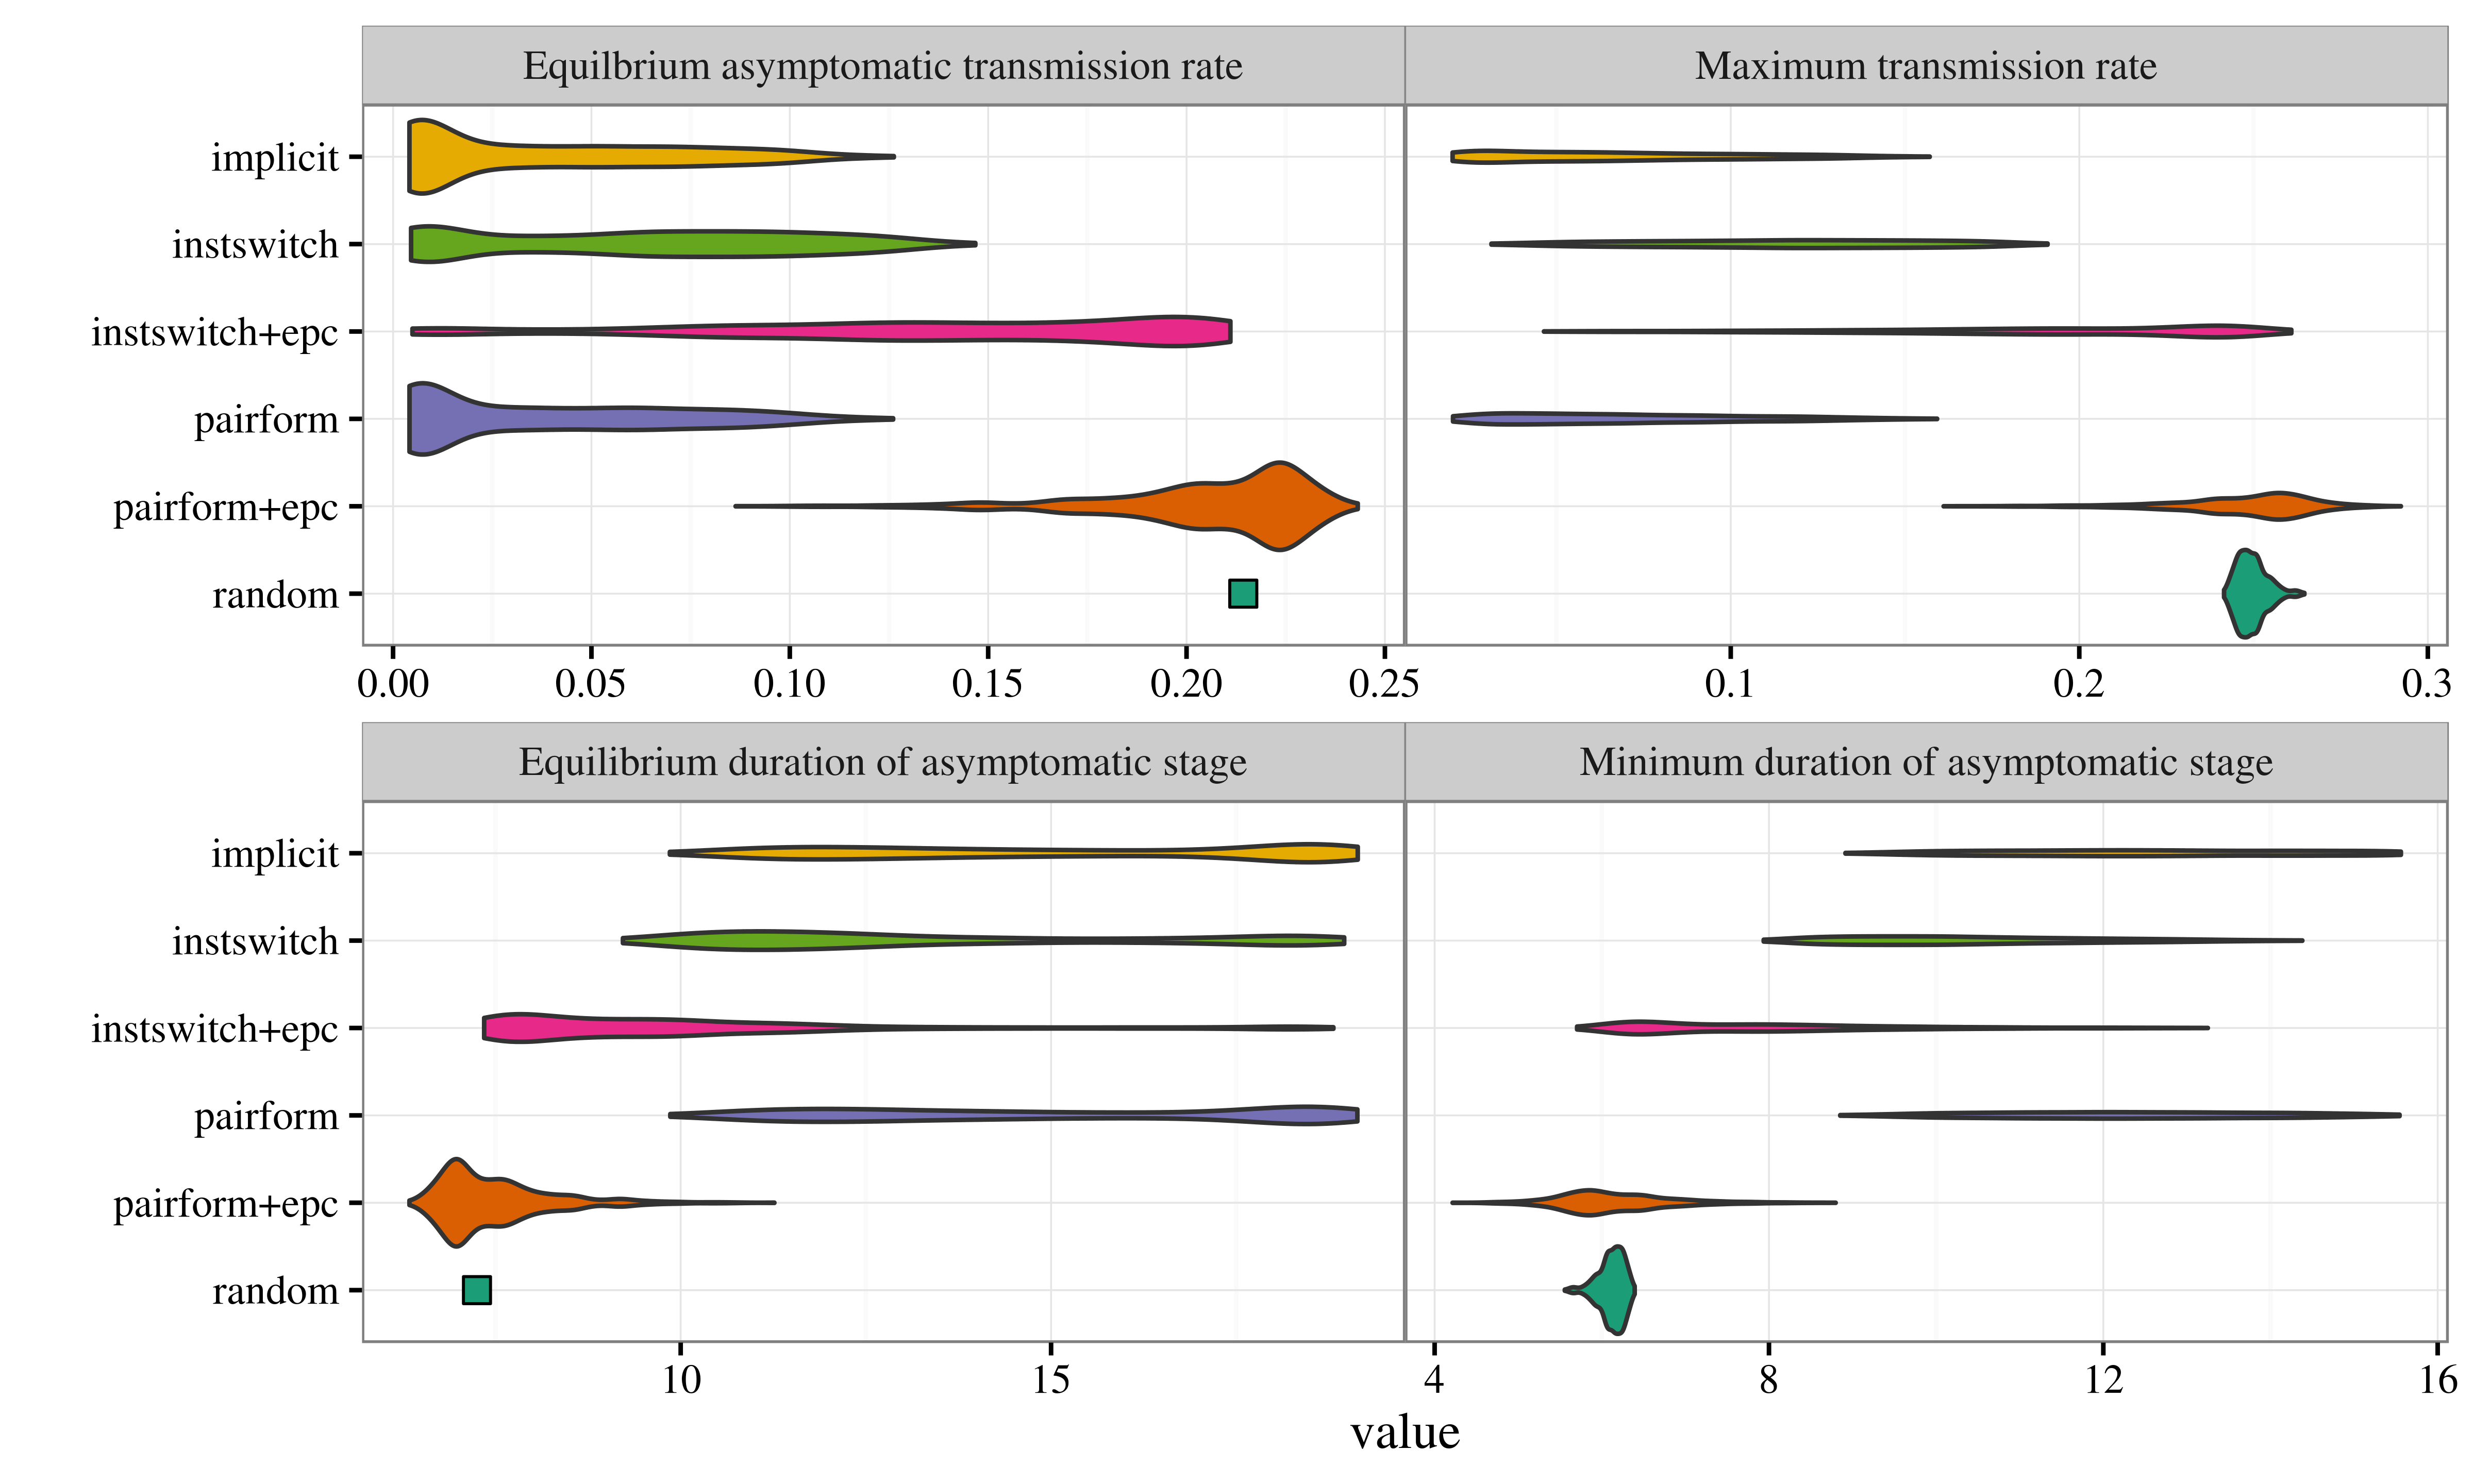 Equilbrium asymptomatic transmission rate
Maximum transmission rate
implicit
instswitch
instswitch+epc
pairform
pairform+epc
random
0.00 0.05 0.10 0.15 0.20 0.25
0.1 0.2 0.3
Equilibrium duration of asymptomatic stage
Minimum duration of asymptomatic stage
implicit
instswitch
instswitch+epc
pairform
pairform+epc
random
10 15
4 8 12 16
value